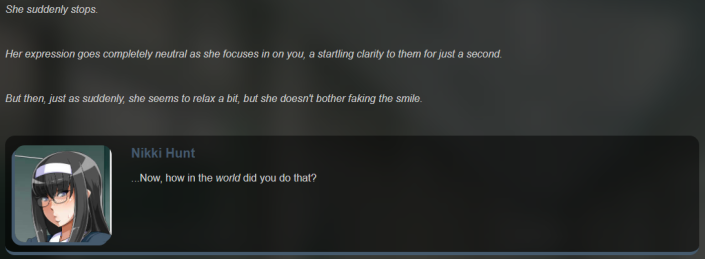 She suddenly stops.
Her expression goes completely neutral as she focuses in on you, a startling clarity to them for just a second.
But then, just as suddenly, she seems to relax a bit, but she doesn't bother faking the smile.
Nikki Hunt
...Now, how in the world did you do that?